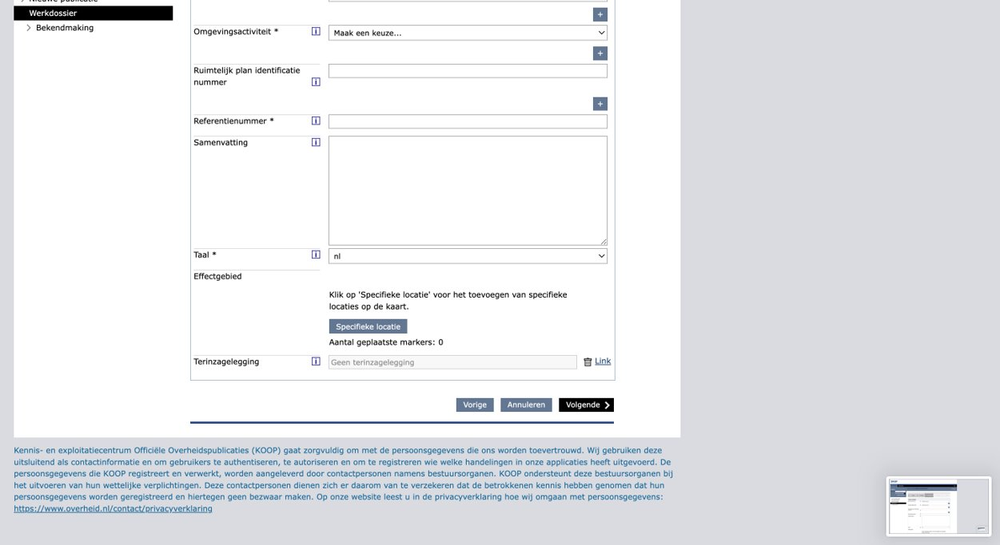 Nieuwe publicatie
Werkdossier
Bekendmaking
+
Omgevingsactiviteit * i Maak een keuze...
+
Ruimtelijk plan identificatie
nummer i
+
Referentienummer * i
Samenvatting i
Taal * i nl
Effectgebied
Klik op 'Specifieke locatie' voor het toevoegen van specifieke
locaties op de kaart.
Specifieke locatie
Aantal geplaatste markers: 0
Terinzagelegging i Geen terinzagelegging Link
Vorige Annuleren Volgende
Kennis- en exploitatiecentrum Officiële Overheidspublicaties (KOOP) gaat zorgvuldig om met de persoonsgegevens die ons worden toevertrouwd. Wij gebruiken deze
uitsluitend als contactinformatie en om gebruikers te authentiseren, te autoriseren en om te registreren wie welke handelingen in onze applicaties heeft uitgevoerd. De
persoonsgegevens die KOOP registreert en verwerkt, worden aangeleverd door contactpersonen namens bestuursorganen. KOOP ondersteunt deze bestuursorganen bij
het uitvoeren van hun wettelijke verplichtingen. Deze contactpersonen dienen zich er daarom van te verzekeren dat de betrokkenen kennis hebben genomen dat hun
persoonsgegevens worden geregistreerd en hiertegen geen bezwaar maken. Op onze website leest u in de privacyverklaring hoe wij omgaan met persoonsgegevens:
https://www.overheid.nl/contact/privacyverklaring